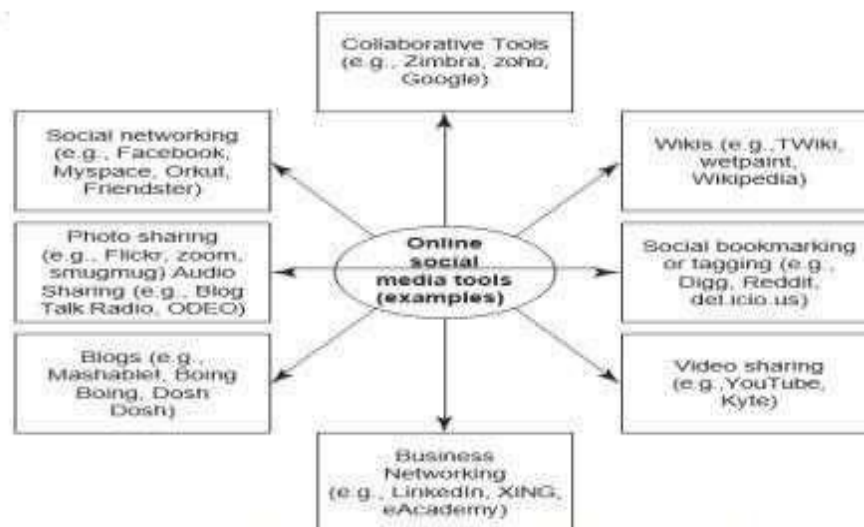 Collaborative Tools
(e.g., Zimbra, zoho,
Google)
Social networking
(e.g., Facebook,
Myspace, Orkut,
Friendster)
Wikis (e.g.,TWiki,
wetpaint,
Wikipedia)
Photo sharing
(e.g., Flickr, zoom,
smugmug) Audio
Sharing (e.g., Blog
Talk Radio, ODEO)
Online
social
media tools
(examples)
Social bookmarking
or tagging (e.g.,
Digg, Reddit,
del.icio.us)
Blogs (e.g.,
Mashable!, Boing
Boing, Dosh
Dosh)
Video sharing
(e.g.,YouTube,
Kyte)
Business
Networking
(e.g., LinkedIn, XING,
eAcademy)